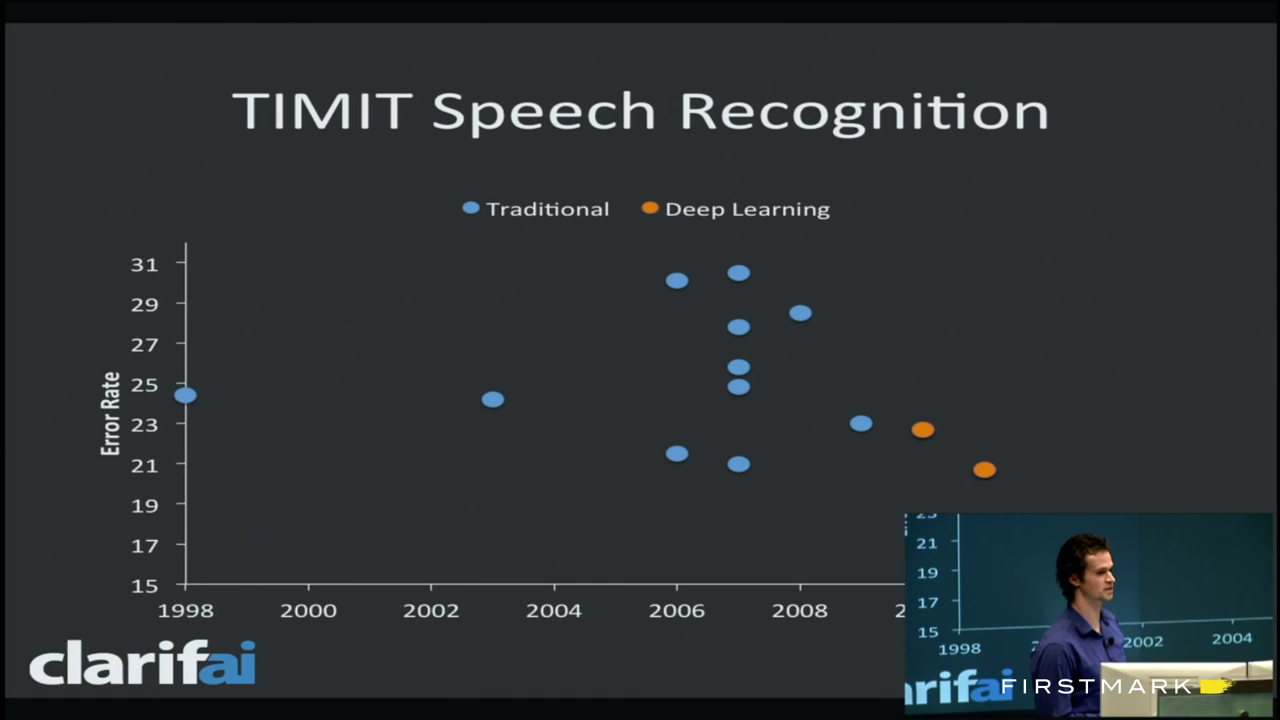 TIMIT Speech Recognition
Traditional Deep Learning
Error Rate
31
29
27
25
23
21
19
17
15
1998 2000 2002 2004 2006 2008
21
19
17
15
1998 2002 2004
clarifai
arifai
FIRSTMARK